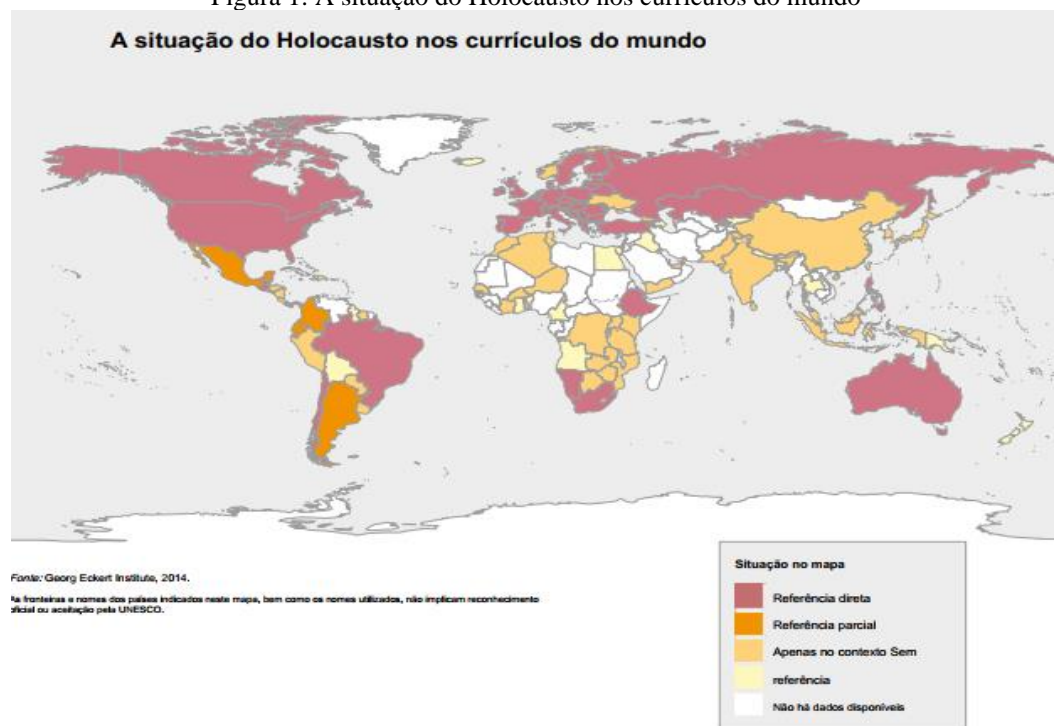 Figura 1: A situação do Holocausto nos currículos do mundo
A situação do Holocausto nos currículos do mundo
Fonte: Georg Eckert Institute, 2014.
As fronteiras e nomes dos países indicados neste mapa, bem como os nomes utilizados, não implicam reconhecimento
oficial ou aceitação pela UNESCO.
Situação no mapa
Referência direta
Referência parcial
Apenas no contexto Sem
referência
Não há dados disponíveis